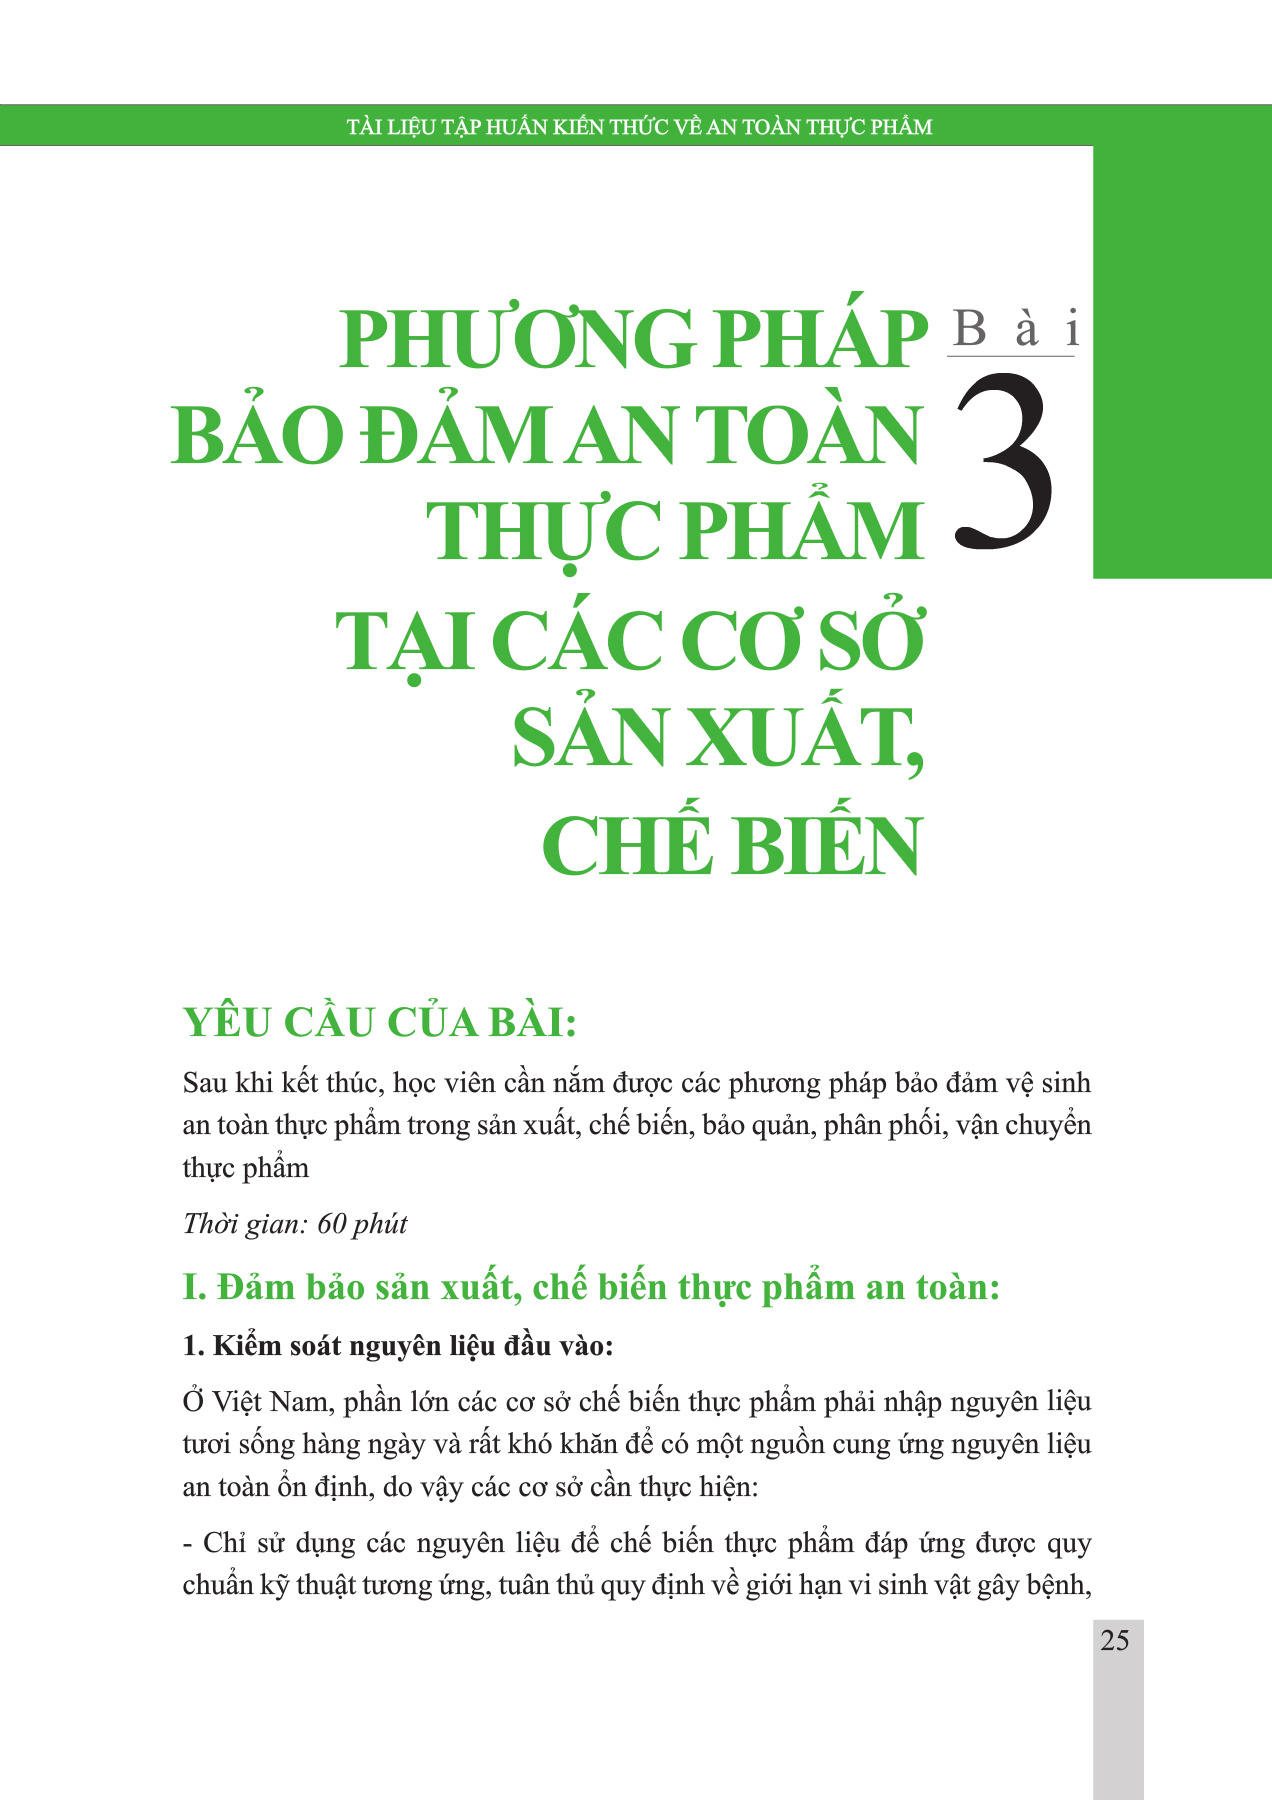 TÀI LIỆU TẬP HUẤN KIẾN THỨC VỀ AN TOÀN THỰC PHẨM
Bài
3
PHƯƠNG PHÁP
BẢO ĐẢM AN TOÀN
THỰC PHẨM
TẠI CÁC CƠ SỞ
SẢN XUẤT,
CHẾ BIẾN
YÊU CẦU CỦA BÀI:
Sau khi kết thúc, học viên cần nắm được các phương pháp bảo đảm vệ sinh
an toàn thực phẩm trong sản xuất, chế biến, bảo quản, phân phối, vận chuyển
thực phẩm
Thời gian: 60 phút
I. Đảm bảo sản xuất, chế biến thực phẩm an toàn:
1. Kiểm soát nguyên liệu đầu vào:
Ở Việt Nam, phần lớn các cơ sở chế biến thực phẩm phải nhập nguyên liệu
tươi sống hàng ngày và rất khó khăn để có một nguồn cung ứng nguyên liệu
an toàn ổn định, do vậy các cơ sở cần thực hiện:
- Chỉ sử dụng các nguyên liệu để chế biến thực phẩm đáp ứng được quy
chuẩn kỹ thuật tương ứng, tuân thủ quy định về giới hạn vi sinh vật gây bệnh,
25